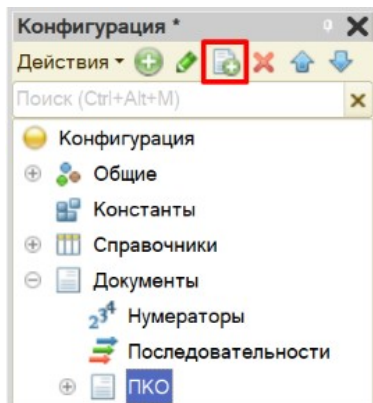 Конфигурация *
Действия
Поиск (Ctrl+Alt+M)
Конфигурация
Общие
Константы
Справочники
Документы
Нумераторы
Последовательности
ПКО